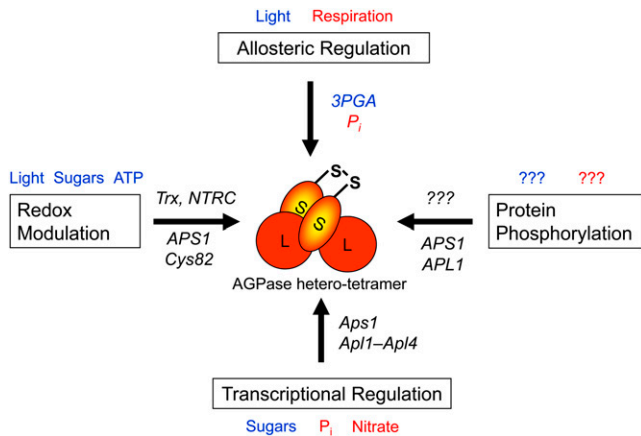 Light Respiration
Allosteric Regulation
3PGA
Pi
Light Sugars ATP
Redox
Modulation
Trx, NTRC
APS1
Cys82
S
S
S
S
L
L
AGPase hetero-tetramer
???
APS1
APL1
??? ???
Protein
Phosphorylation
Aps1
Apl1–Apl4
Transcriptional Regulation
Sugars Pi Nitrate